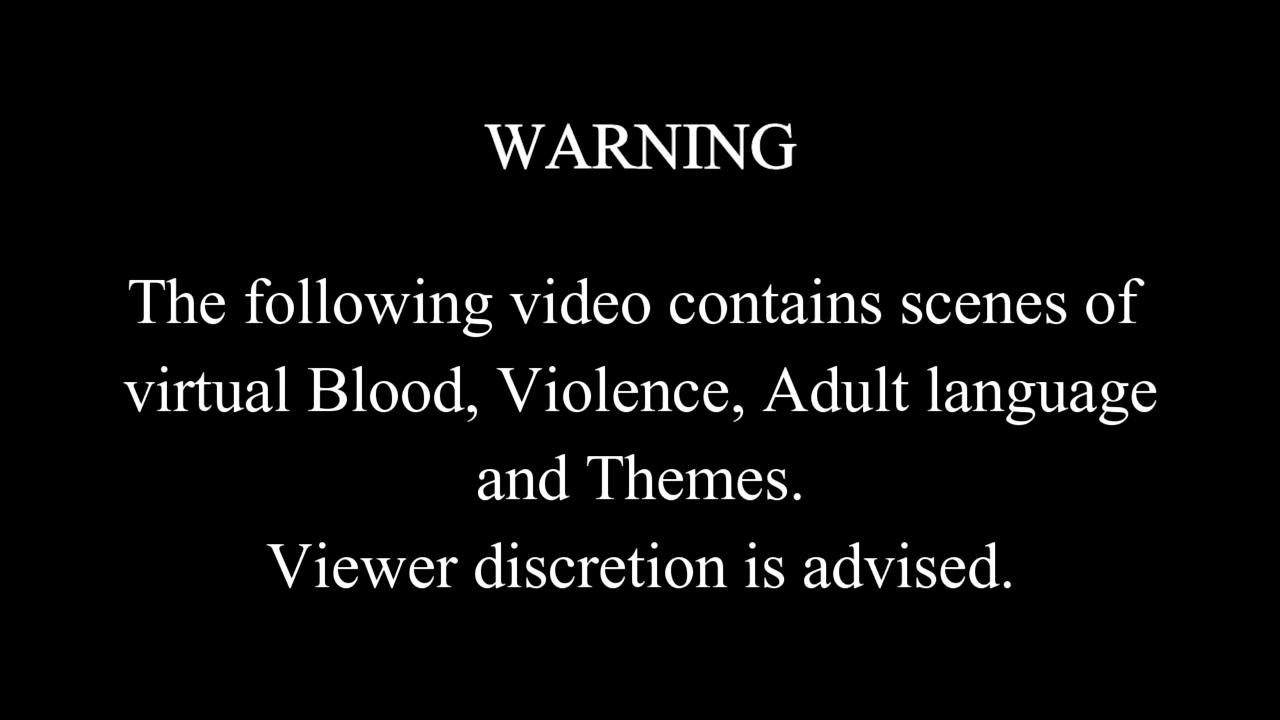 WARNING
The following video contains scenes of
virtual Blood, Violence, Adult language
and Themes.
Viewer discretion is advised.